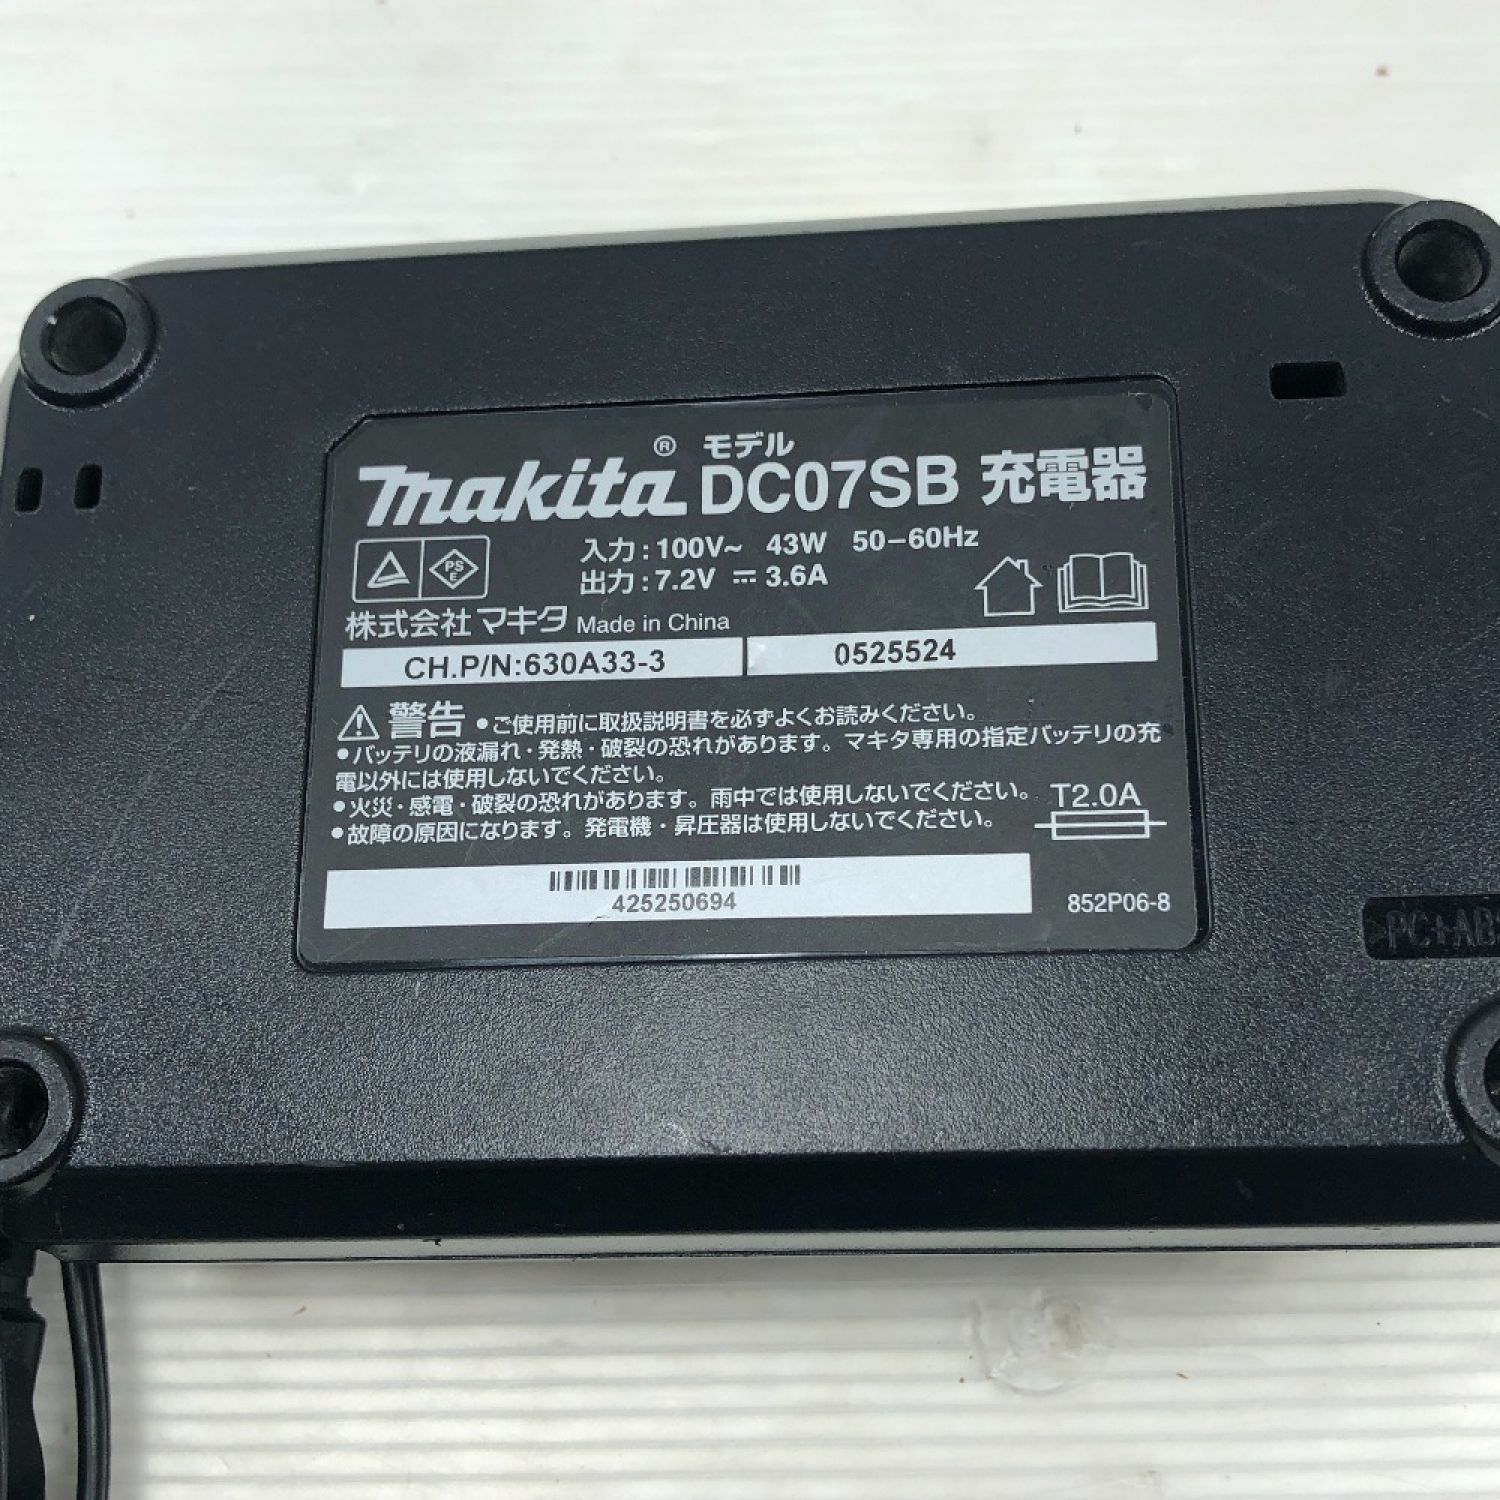 makita® モデル DC07SB 充電器
入力:100V~ 43W 50-60Hz
出力:7.2V ⎓ 3.6A
PS
E
株式会社マキタ Made in China
CH.P/N:630A33-3 0525524
⚠警告 ●ご使用前に取扱説明書を必ずよくお読みください。
●バッテリの液漏れ・発熱・破裂の恐れがあります。マキタ専用の指定バッテリの充
電以外には使用しないでください。
●火災・感電・破裂の恐れがあります。雨中では使用しないでください。
●故障の原因になります。発電機・昇圧器は使用しないでください。
T2.0A
425250694
852P06-8